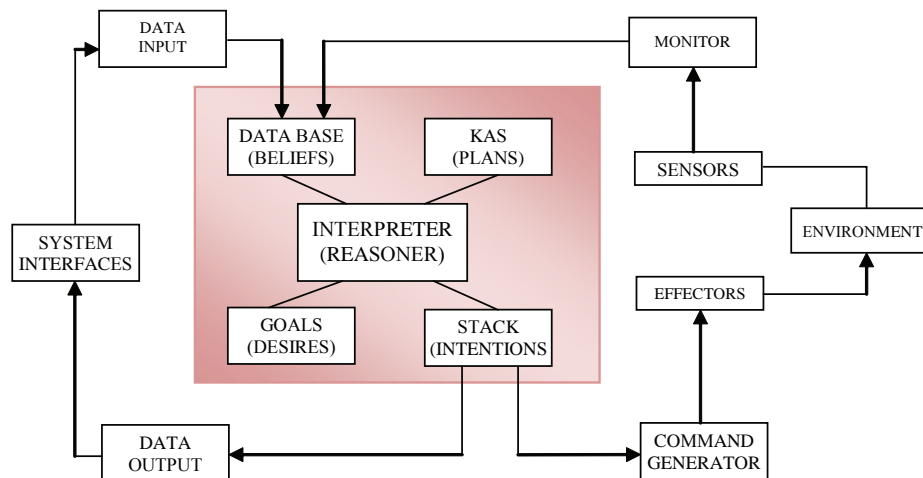 DATA
INPUT
MONITOR
DATA BASE
(BELIEFS)
KAS
(PLANS)
SENSORS
INTERPRETER
(REASONER)
SYSTEM
INTERFACES
ENVIRONMENT
EFFECTORS
GOALS
(DESIRES)
STACK
(INTENTIONS
DATA
OUTPUT
COMMAND
GENERATOR